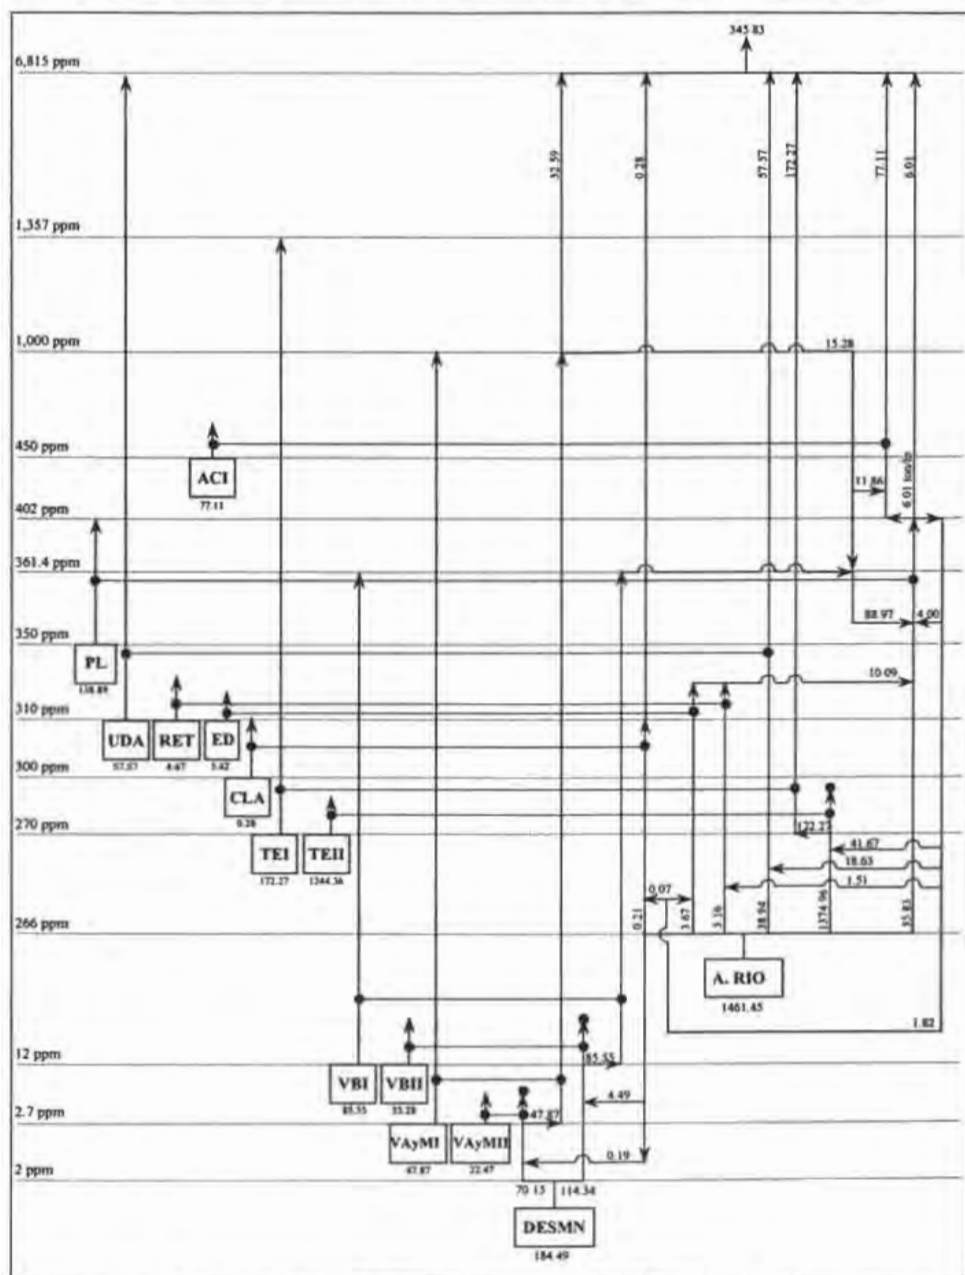 345.83
6,815 ppm
32.59
0.28
57.57
172.27
77.11
6.01
1,357 ppm
1,000 ppm
15.28
450 ppm
ACI
77.11
11.86
6.01 ton/h
402 ppm
361.4 ppm
88.97
4.00
350 ppm
PL
138.89
10.09
310 ppm
UDA
RET
ED
57.57
4.67
5.42
300 ppm
CLA
0.28
270 ppm
122.27
TEI
TEII
172.27
1344.36
41.67
18.63
1.51
0.07
0.21
3.67
3.16
38.94
1374.96
35.83
266 ppm
A. RIO
1461.45
1.82
12 ppm
85.55
VBI
VBII
85.55
33.28
4.49
2.7 ppm
47.87
VAyMI
VAyMII
47.87
22.47
0.19
2 ppm
70.15
114.34
DESMN
184.49